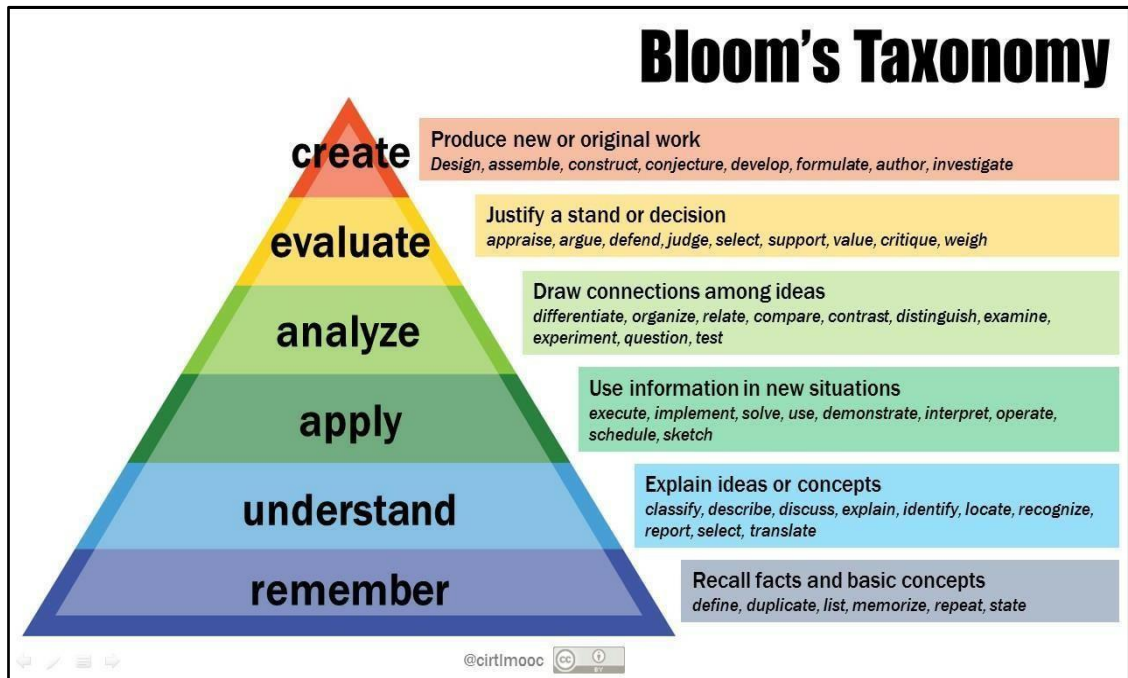 Bloom's Taxonomy
create
Produce new or original work
Design, assemble, construct, conjecture, develop, formulate, author, investigate
evaluate
Justify a stand or decision
appraise, argue, defend, judge, select, support, value, critique, weigh
analyze
Draw connections among ideas
differentiate, organize, relate, compare, contrast, distinguish, examine,
experiment, question, test
apply
Use information in new situations
execute, implement, solve, use, demonstrate, interpret, operate,
schedule, sketch
understand
Explain ideas or concepts
classify, describe, discuss, explain, identify, locate, recognize,
report, select, translate
remember
Recall facts and basic concepts
define, duplicate, list, memorize, repeat, state
@cirtlmooc
cc
BY